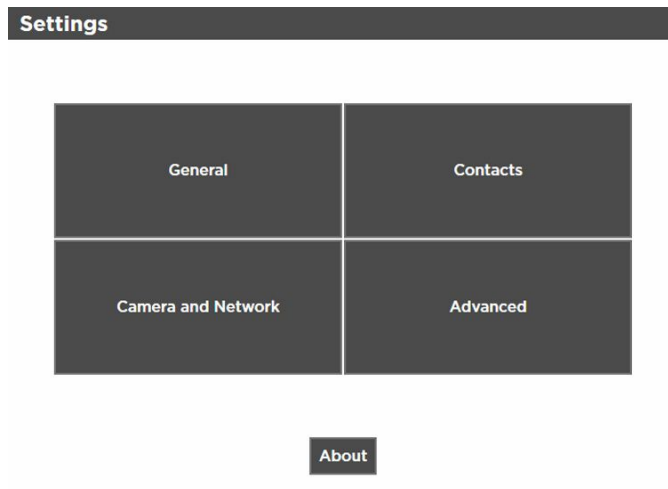 Settings
General
Contacts
Camera and Network
Advanced
About